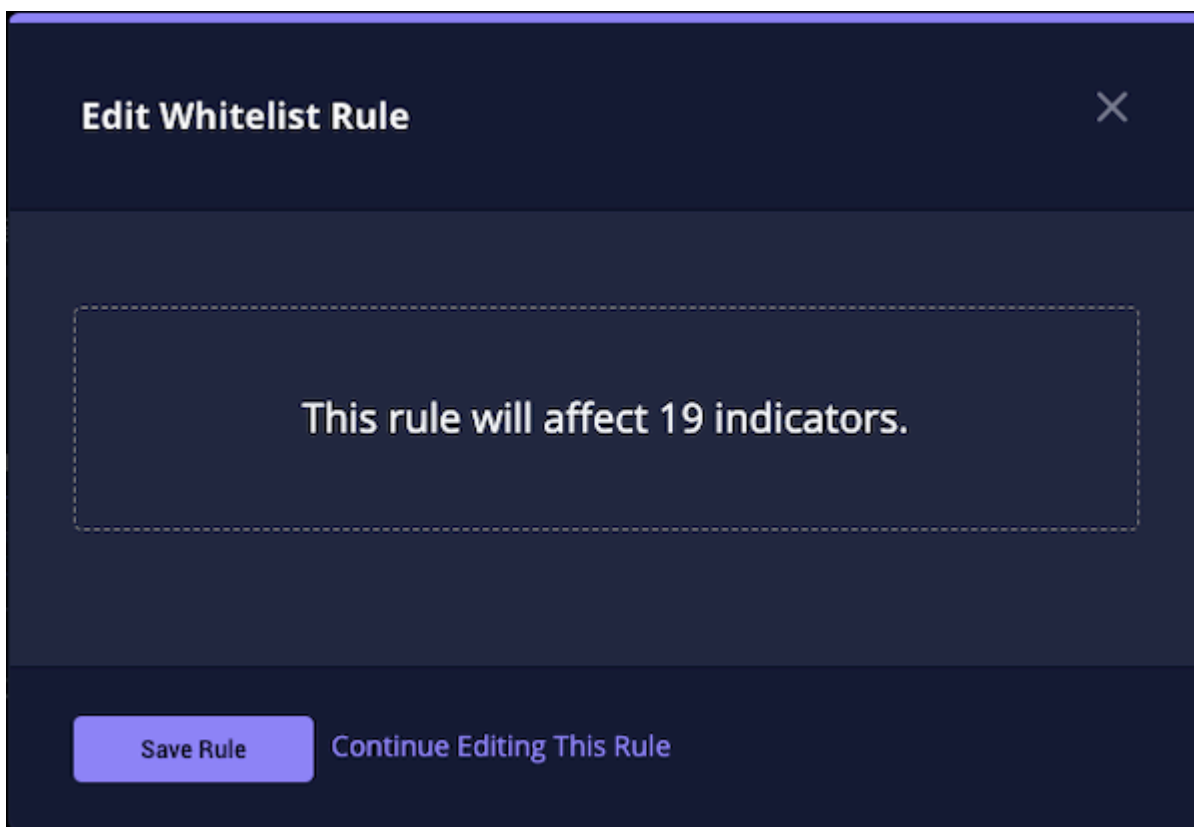 Edit Whitelist Rule
This rule will affect 19 indicators.
Save Rule Continue Editing This Rule